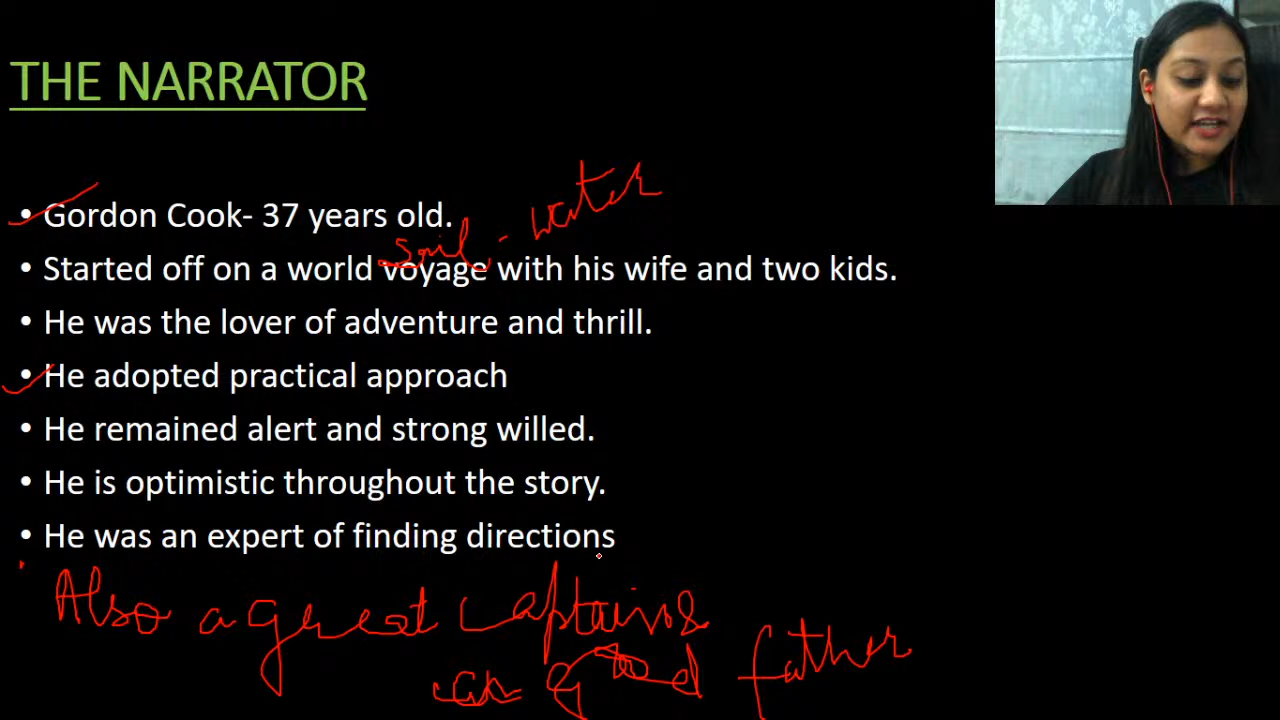 THE NARRATOR
• Gordon Cook- 37 years old.
sail - water
• Started off on a world voyage with his wife and two kids.
• He was the lover of adventure and thrill.
• He adopted practical approach
• He remained alert and strong willed.
• He is optimistic throughout the story.
• He was an expert of finding directions
Also a great captain &
father